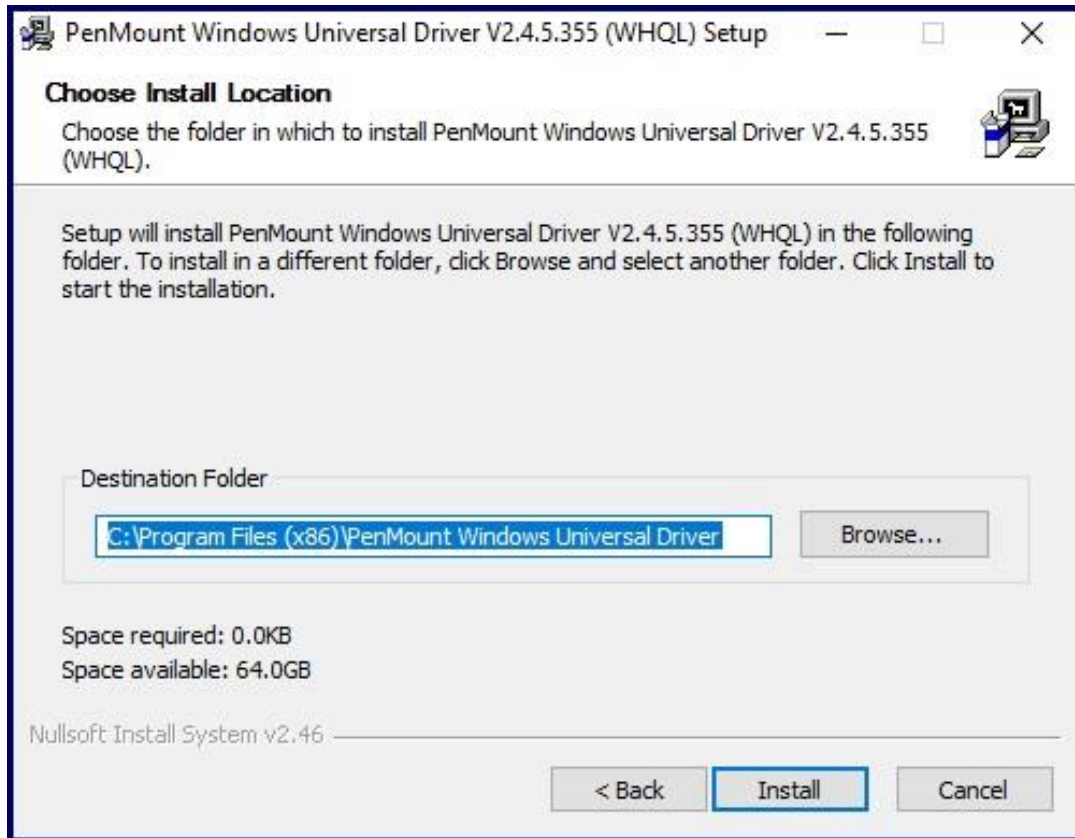 PenMount Windows Universal Driver V2.4.5.355 (WHQL) Setup
Choose Install Location
Choose the folder in which to install PenMount Windows Universal Driver V2.4.5.355
(WHQL).
Setup will install PenMount Windows Universal Driver V2.4.5.355 (WHQL) in the following
folder. To install in a different folder, click Browse and select another folder. Click Install to
start the installation.
Destination Folder
C:\Program Files (x86)\PenMount Windows Universal Driver
Browse...
Space required: 0.0KB
Space available: 64.0GB
Nullsoft Install System v2.46
< Back
Install
Cancel